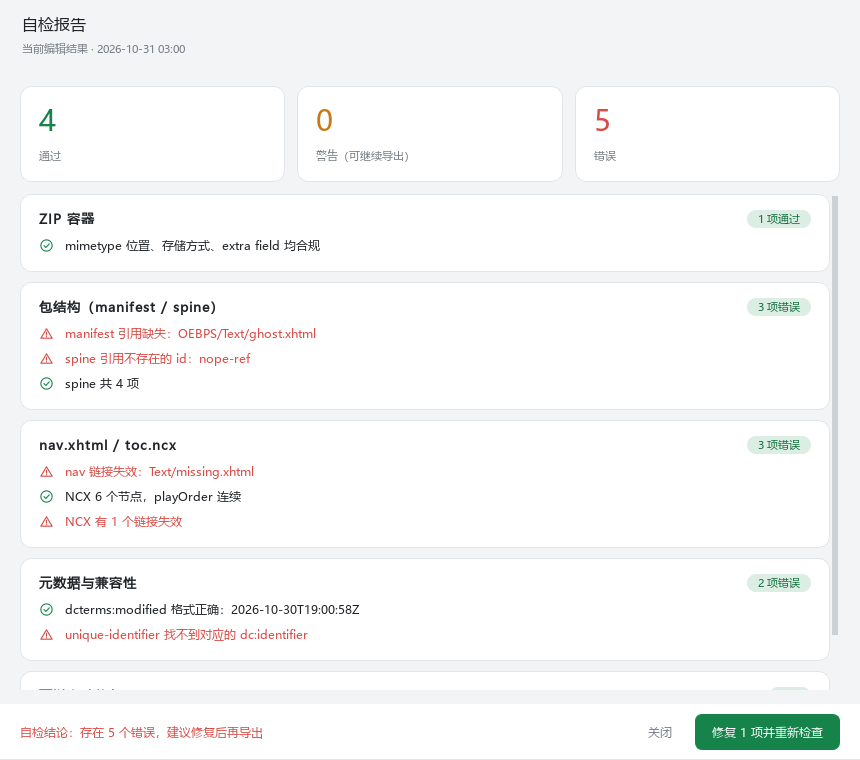 自检报告
当前编辑结果 · 2026-10-31 03:00
4
通过
0
警告（可继续导出）
5
错误
ZIP 容器
1 项通过
mimetype 位置、存储方式、extra field 均合规
包结构（manifest / spine）
3 项错误
manifest 引用缺失：OEBPS/Text/ghost.xhtml
spine 引用不存在的 id：nope-ref
spine 共 4 项
nav.xhtml / toc.ncx
3 项错误
nav 链接失效：Text/missing.xhtml
NCX 6 个节点，playOrder 连续
NCX 有 1 个链接失效
元数据与兼容性
2 项错误
dcterms:modified 格式正确：2026-10-30T19:00:58Z
unique-identifier 找不到对应的 dc:identifier
自检结论：存在 5 个错误，建议修复后再导出
关闭
修复 1 项并重新检查